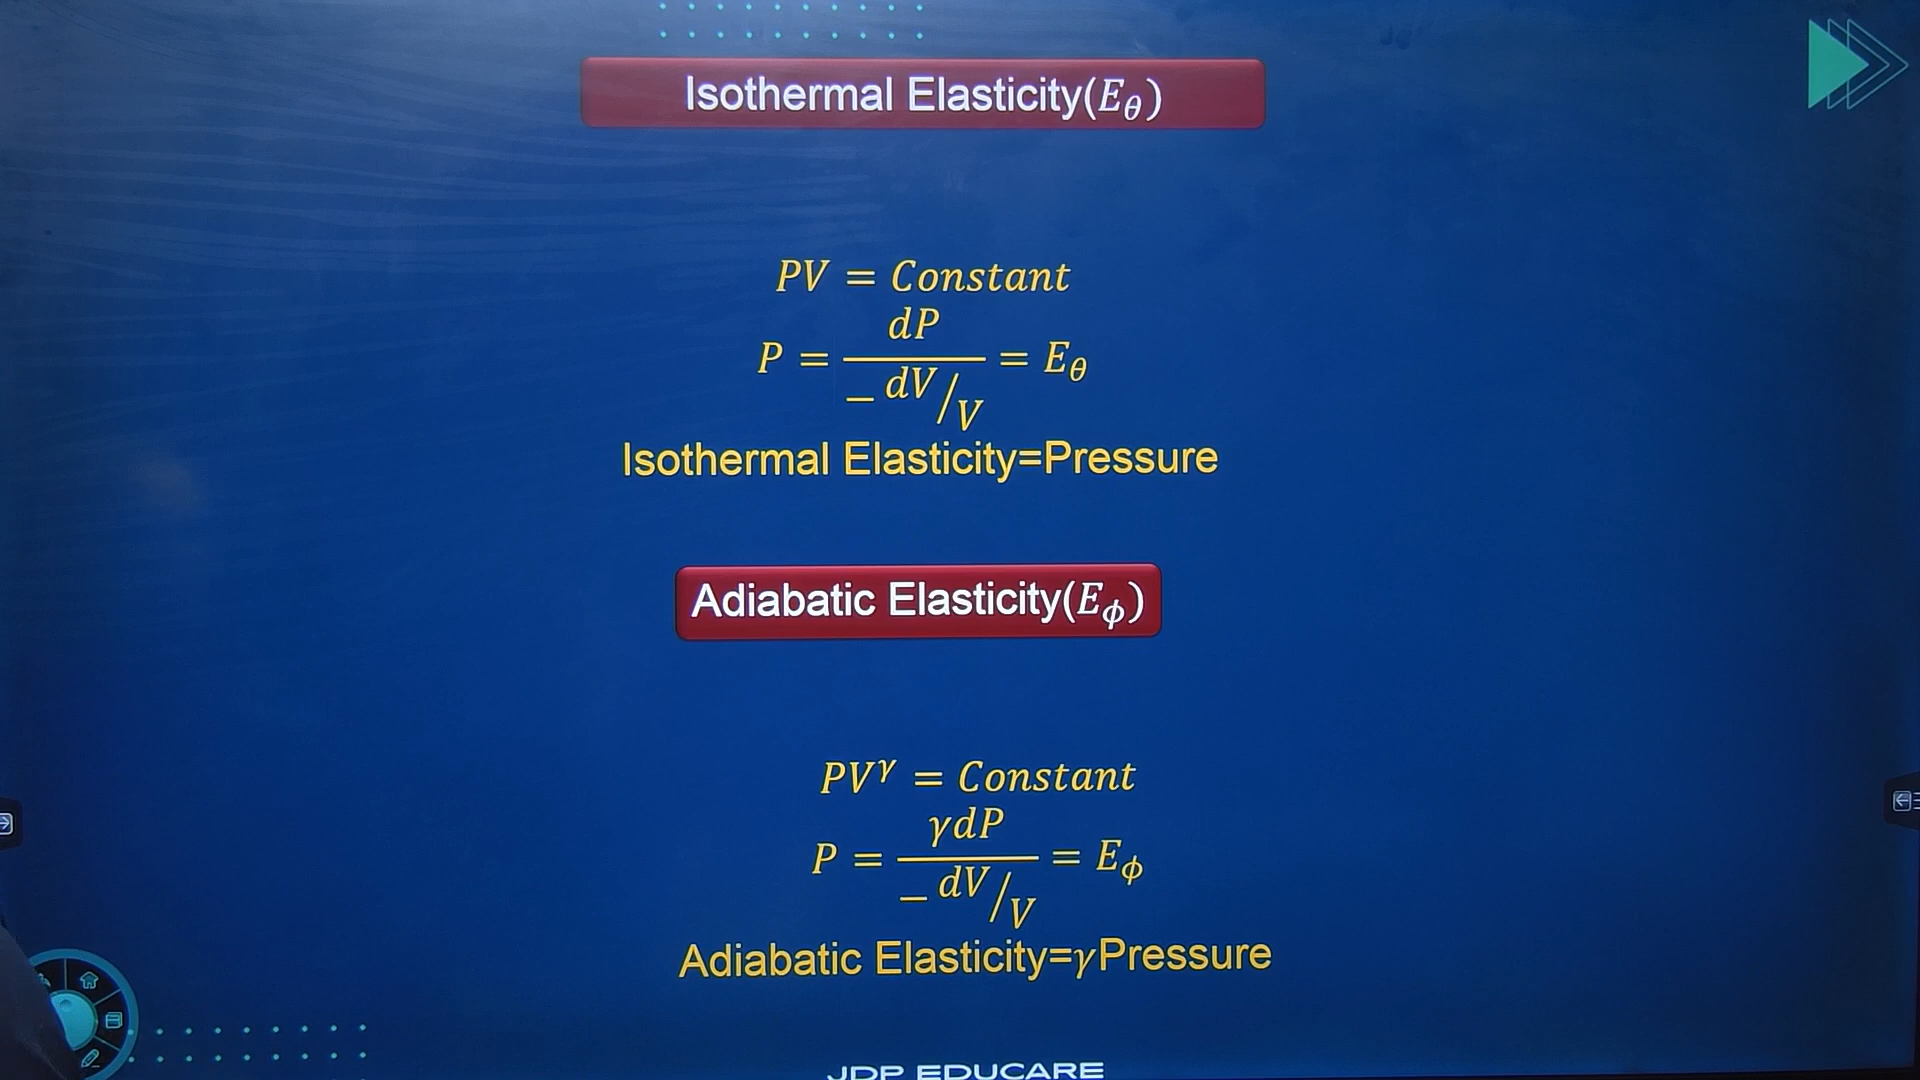 Isothermal Elasticity(E_θ)
PV = Constant
P = dP / (− dV/V) = E_θ
Isothermal Elasticity=Pressure
Adiabatic Elasticity(E_ϕ)
PV^γ = Constant
P = γdP / (− dV/V) = E_ϕ
Adiabatic Elasticity=γPressure
JDP EDUCARE